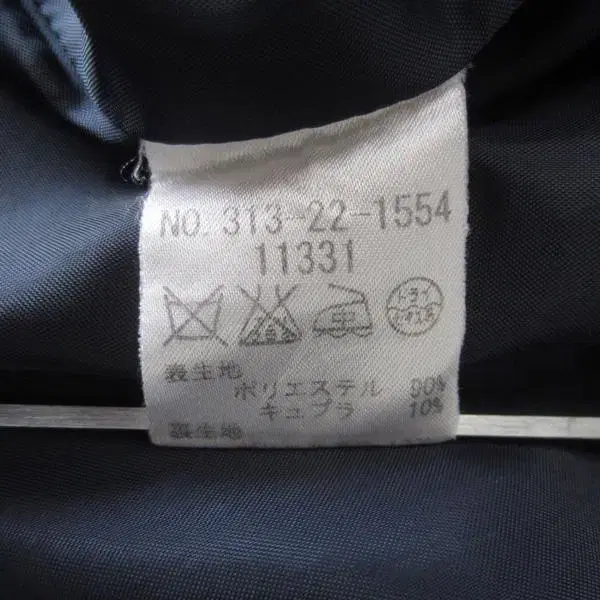 NO. 313-22-1554
11331
中
ドライ
表生地
ポリエステル 90%
キュプラ 10%
裏生地